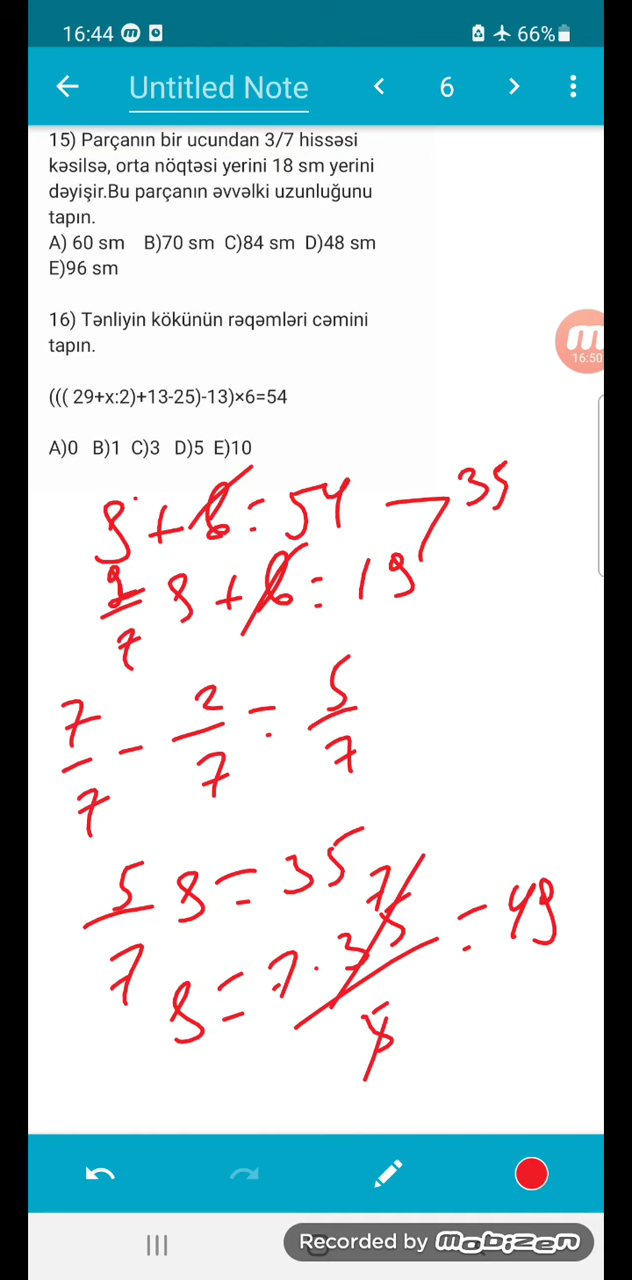 16:44 66%
Untitled Note 6
15) Parçanın bir ucundan 3/7 hissəsi
kəsilsə, orta nöqtəsi yerini 18 sm yerini
dəyişir.Bu parçanın əvvəlki uzunluğunu
tapın.
A) 60 sm B)70 sm C)84 sm D)48 sm
E)96 sm
16) Tənliyin kökünün rəqəmləri cəmini
tapın.
16:50
((( 29+x:2)+13-25)-13)×6=54
A)0 B)1 C)3 D)5 E)10
35
= 54
2/7 = 19
7/7 - 2/7 = 5/7
5/7 = 35
= 7·35 = 49
Recorded by mobizen